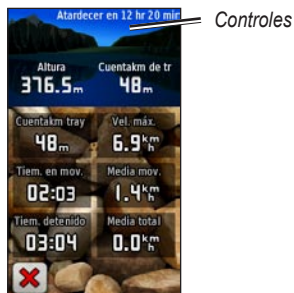 Atardecer en 12 hr 20 min
Controles
Altura Cuentakm de tr
376.5m 48m
Cuentakm tray Vel. máx.
48m 6.9km/h
Tiem. en mov. Media mov.
02:03 1.4km/h
Tiem. detenido Media total
03:04 0.0km/h